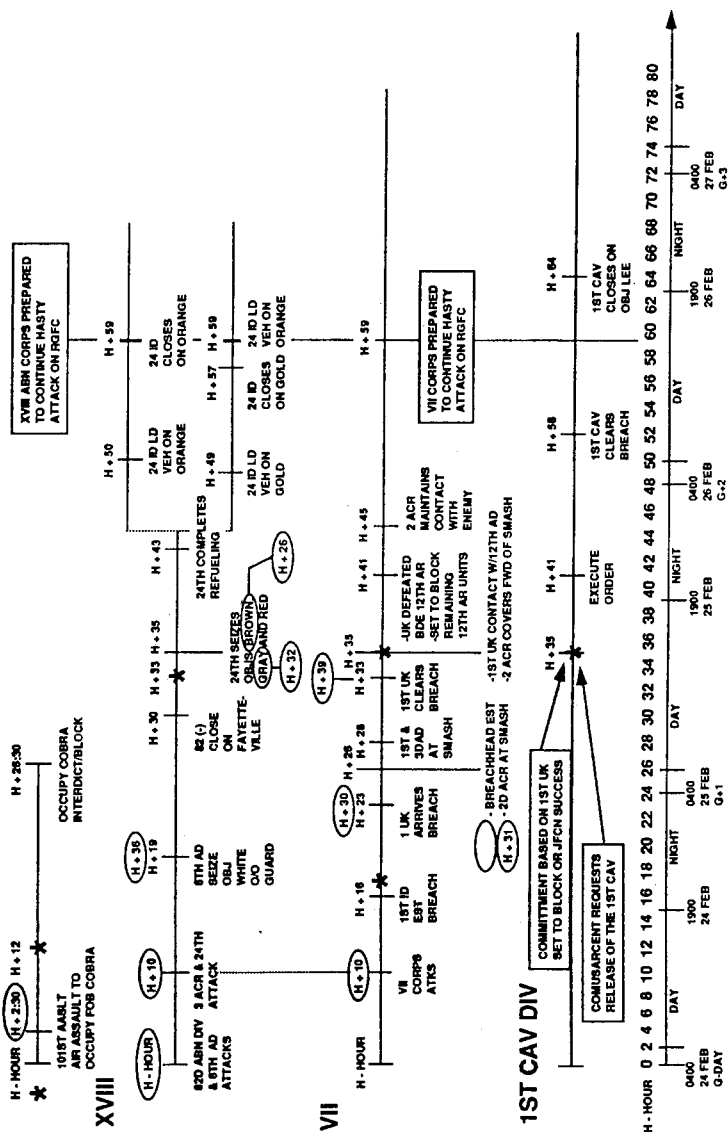 H - HOUR
H + 2:30
H + 12
H + 26:30
101ST AASLT
AIR ASSAULT TO
OCCUPY FOB COBRA
OCCUPY COBRA
INTERDICT/BLOCK
XVIII ABN CORPS PREPARED
TO CONTINUE HASTY
ATTACK ON RGFC
XVIII
H - HOUR
H + 10
H + 36
H + 19
H + 30
H + 33
H + 35
H + 43
H + 50
H + 59
82D ABN DIV
& 6TH AD
ATTACKS
3 ACR & 24TH
ATTACK
6TH AD
SEIZE
OBJ
WHITE
O/O
GUARD
82 (-)
CLOSE
ON
FAYETTE-
VILLE
24TH SEIZES
OBJS BROWN
GRAY AND RED
H + 32
H + 26
24TH COMPLETES
REFUELING
24 ID LD
VEH ON
ORANGE
24 ID
CLOSES
ON ORANGE
H + 49
H + 57
H + 59
24 ID LD
VEH ON
GOLD
24 ID
CLOSES
ON GOLD
24 ID LD
VEH ON
ORANGE
VII
H - HOUR
H + 10
H + 16
H + 30
H + 23
H + 26
H + 28
H + 39
H + 33
H + 35
H + 41
H + 45
H + 59
VII
CORPS
ATKS
1ST ID
EST
BREACH
1 UK
ARRIVES
BREACH
H + 31
- BREACHHEAD EST
- 2D ACR AT SMASH
1ST &
3DAD
AT
SMASH
1ST UK
CLEARS
BREACH
-1ST UK CONTACT W/12TH AD
-2 ACR COVERS FWD OF SMASH
-UK DEFEATED
BDE 12TH AR
-SET TO BLOCK
REMAINING
12TH AR UNITS
2 ACR
MAINTAINS
CONTACT
WITH
ENEMY
VII CORPS PREPARED
TO CONTINUE HASTY
ATTACK ON RGFC
1ST CAV DIV
COMMITTMENT BASED ON 1ST UK
SET TO BLOCK OR JFCN SUCCESS
COMUSARCENT REQUESTS
RELEASE OF THE 1ST CAV
H + 35
H + 41
H + 58
H + 64
EXECUTE
ORDER
1ST CAV
CLEARS
BREACH
1ST CAV
CLOSES ON
OBJ LEE
H - HOUR
0 2 4 6 8 10 12 14 16 18 20 22 24 26 28 30 32 34 36 38 40 42 44 46 48 50 52 54 56 58 60 62 64 66 68 70 72 74 76 78 80
DAY NIGHT DAY NIGHT DAY NIGHT DAY
0400 1900 0400 1900 0400 1900 0400
24 FEB 24 FEB 25 FEB 25 FEB 26 FEB 26 FEB 27 FEB
G-DAY G+1 G+2 G+3